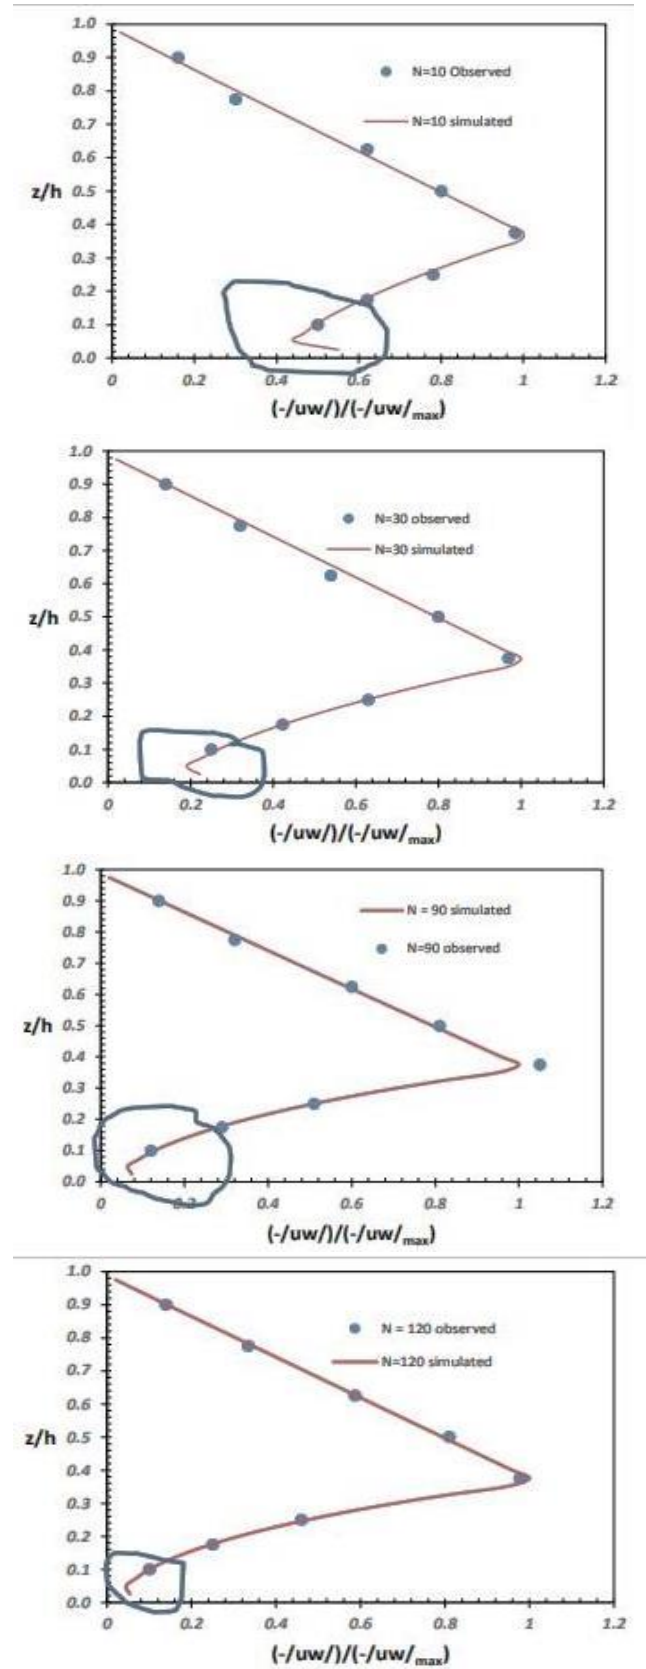 1.0
0.9
0.8
0.7
0.6
z/h 0.5
0.4
0.3
0.2
0.1
0.0
N=10 Observed
N=10 simulated
0 0.2 0.4 0.6 0.8 1 1.2
(-/uw/)/(-/uw/max)
1.0
0.9
0.8
0.7
0.6
z/h 0.5
0.4
0.3
0.2
0.1
0.0
N=30 observed
N=30 simulated
0 0.2 0.4 0.6 0.8 1 1.2
(-/uw/)/(-/uw/max)
1.0
0.9
0.8
0.7
0.6
z/h 0.5
0.4
0.3
0.2
0.1
0.0
N = 90 simulated
N=90 observed
0 0.2 0.4 0.6 0.8 1 1.2
(-/uw/)/(-/uw/max)
1.0
0.9
0.8
0.7
0.6
z/h 0.5
0.4
0.3
0.2
0.1
0.0
N = 120 observed
N=120 simulated
0 0.2 0.4 0.6 0.8 1 1.2
(-/uw/)/(-/uw/max)